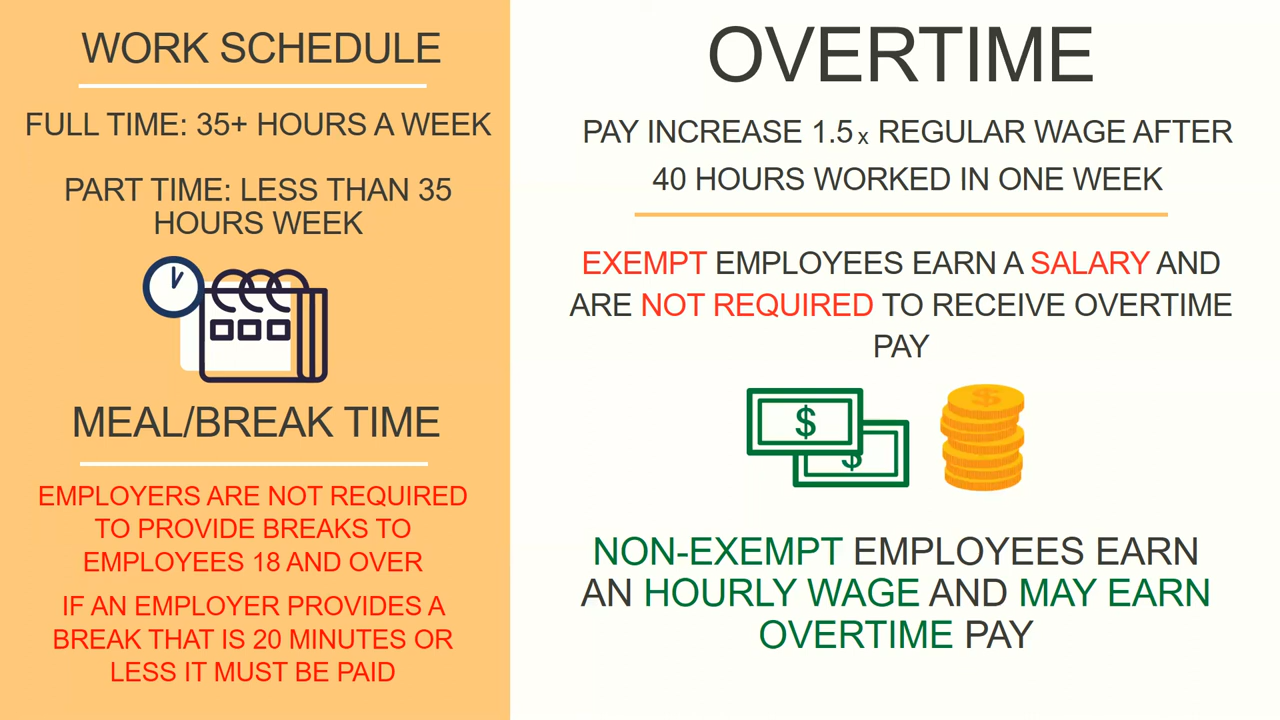 WORK SCHEDULE
FULL TIME: 35+ HOURS A WEEK
PART TIME: LESS THAN 35
HOURS WEEK
MEAL/BREAK TIME
EMPLOYERS ARE NOT REQUIRED
TO PROVIDE BREAKS TO
EMPLOYEES 18 AND OVER
IF AN EMPLOYER PROVIDES A
BREAK THAT IS 20 MINUTES OR
LESS IT MUST BE PAID
OVERTIME
PAY INCREASE 1.5 x REGULAR WAGE AFTER
40 HOURS WORKED IN ONE WEEK
EXEMPT EMPLOYEES EARN A SALARY AND
ARE NOT REQUIRED TO RECEIVE OVERTIME
PAY
$
$
$
NON-EXEMPT EMPLOYEES EARN
AN HOURLY WAGE AND MAY EARN
OVERTIME PAY